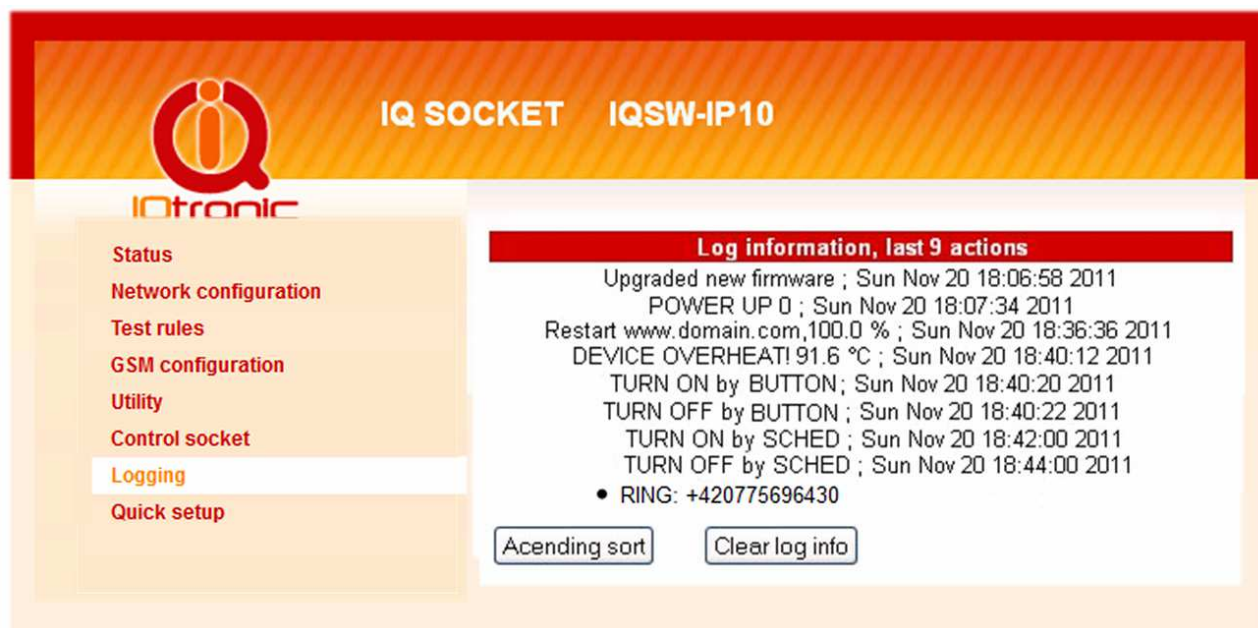 IQ SOCKET IQSW-IP10
IQtronic
Status
Network configuration
Test rules
GSM configuration
Utility
Control socket
Logging
Quick setup
Log information, last 9 actions
Upgraded new firmware ; Sun Nov 20 18:06:58 2011
POWER UP 0 ; Sun Nov 20 18:07:34 2011
Restart www.domain.com,100.0 % ; Sun Nov 20 18:36:36 2011
DEVICE OVERHEAT! 91.6 °C ; Sun Nov 20 18:40:12 2011
TURN ON by BUTTON; Sun Nov 20 18:40:20 2011
TURN OFF by BUTTON ; Sun Nov 20 18:40:22 2011
TURN ON by SCHED ; Sun Nov 20 18:42:00 2011
TURN OFF by SCHED ; Sun Nov 20 18:44:00 2011
• RING: +420775696430
Acending sort Clear log info